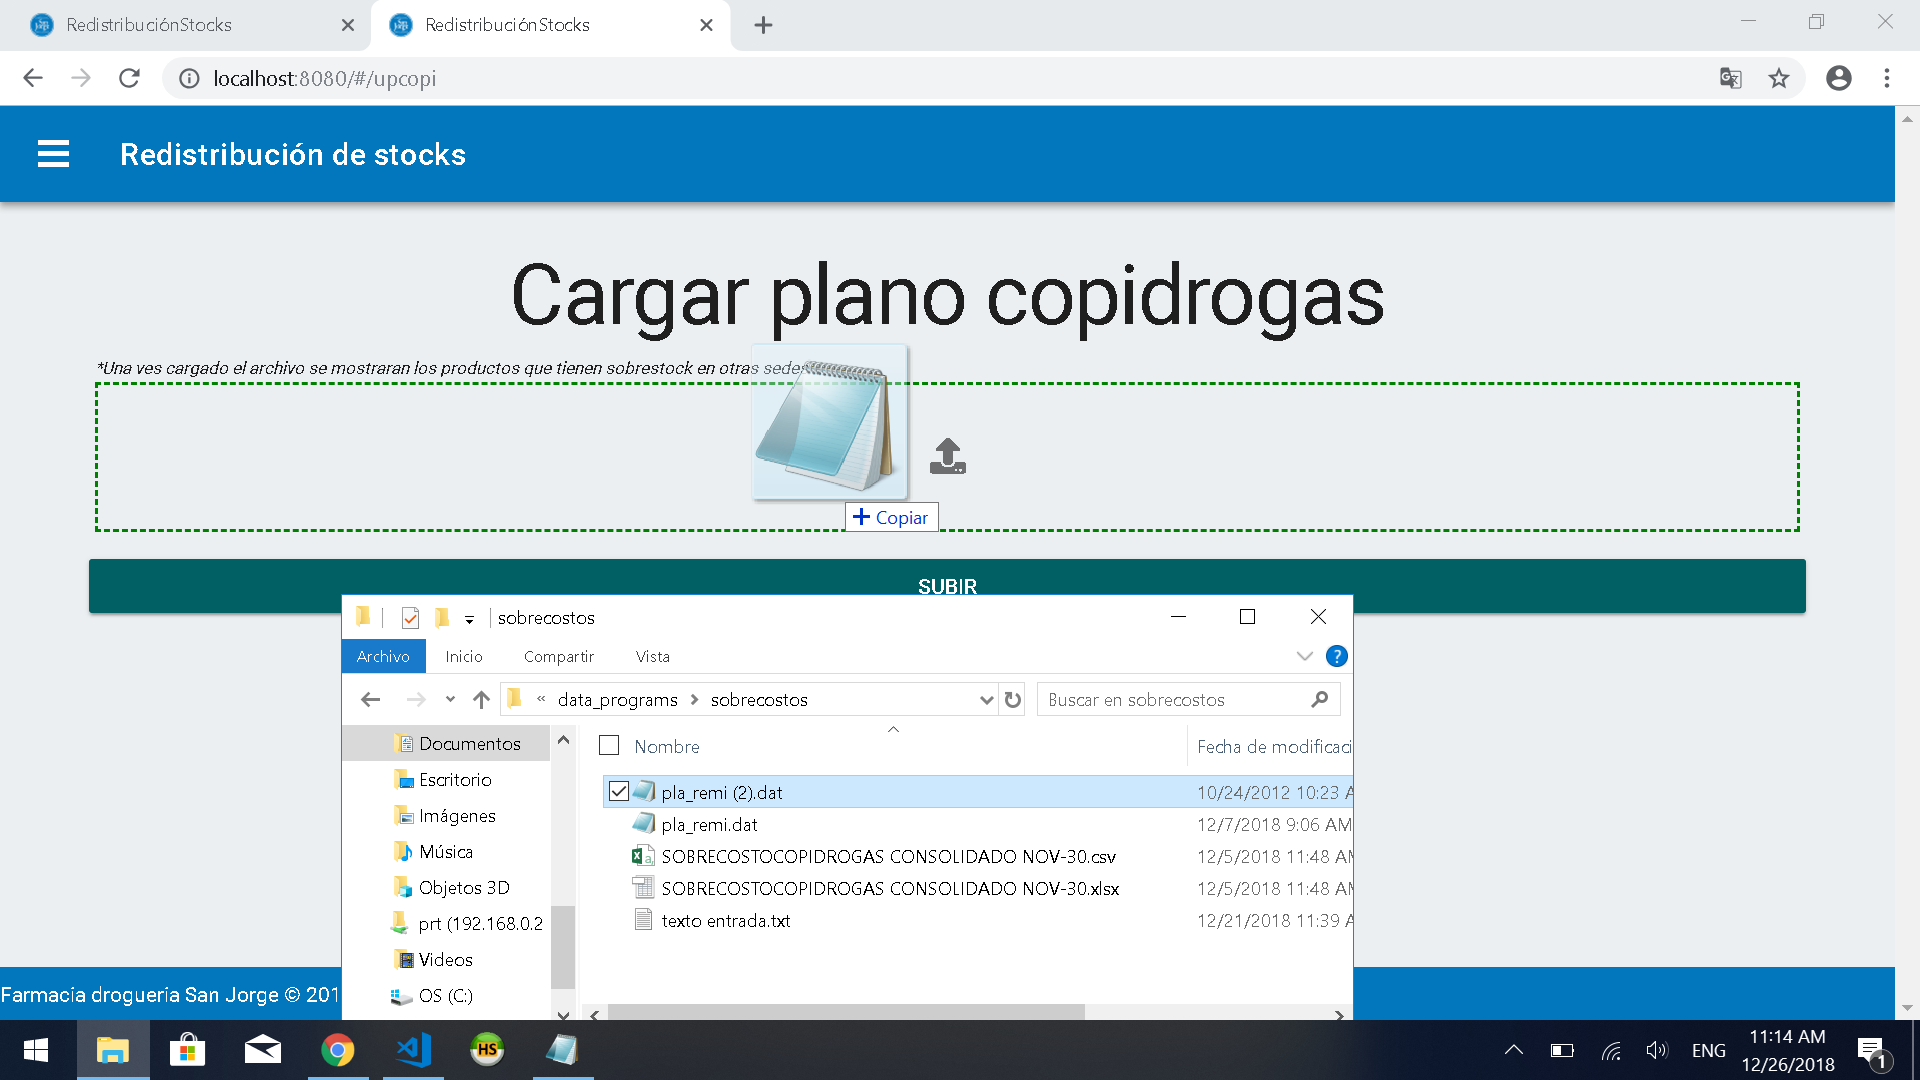 RedistribuciónStocks
RedistribuciónStocks
localhost:8080/#/upcopi
Redistribución de stocks
Cargar plano copidrogas
*Una ves cargado el archivo se mostraran los productos que tienen sobrestock en otras sedes
Copiar
SUBIR
sobrecostos
Archivo Inicio Compartir Vista
« data_programs > sobrecostos
Buscar en sobrecostos
Nombre Fecha de modificaci
Documentos
Escritorio
Imágenes
Música
Objetos 3D
prt (192.168.0.2
Videos
OS (C:)
pla_remi (2).dat 10/24/2012 10:23 A
pla_remi.dat 12/7/2018 9:06 AM
SOBRECOSTOCOPIDROGAS CONSOLIDADO NOV-30.csv 12/5/2018 11:48 AM
SOBRECOSTOCOPIDROGAS CONSOLIDADO NOV-30.xlsx 12/5/2018 11:48 AM
texto entrada.txt 12/21/2018 11:39 A
Farmacia drogueria San Jorge © 201
HS
ENG
11:14 AM
12/26/2018
1